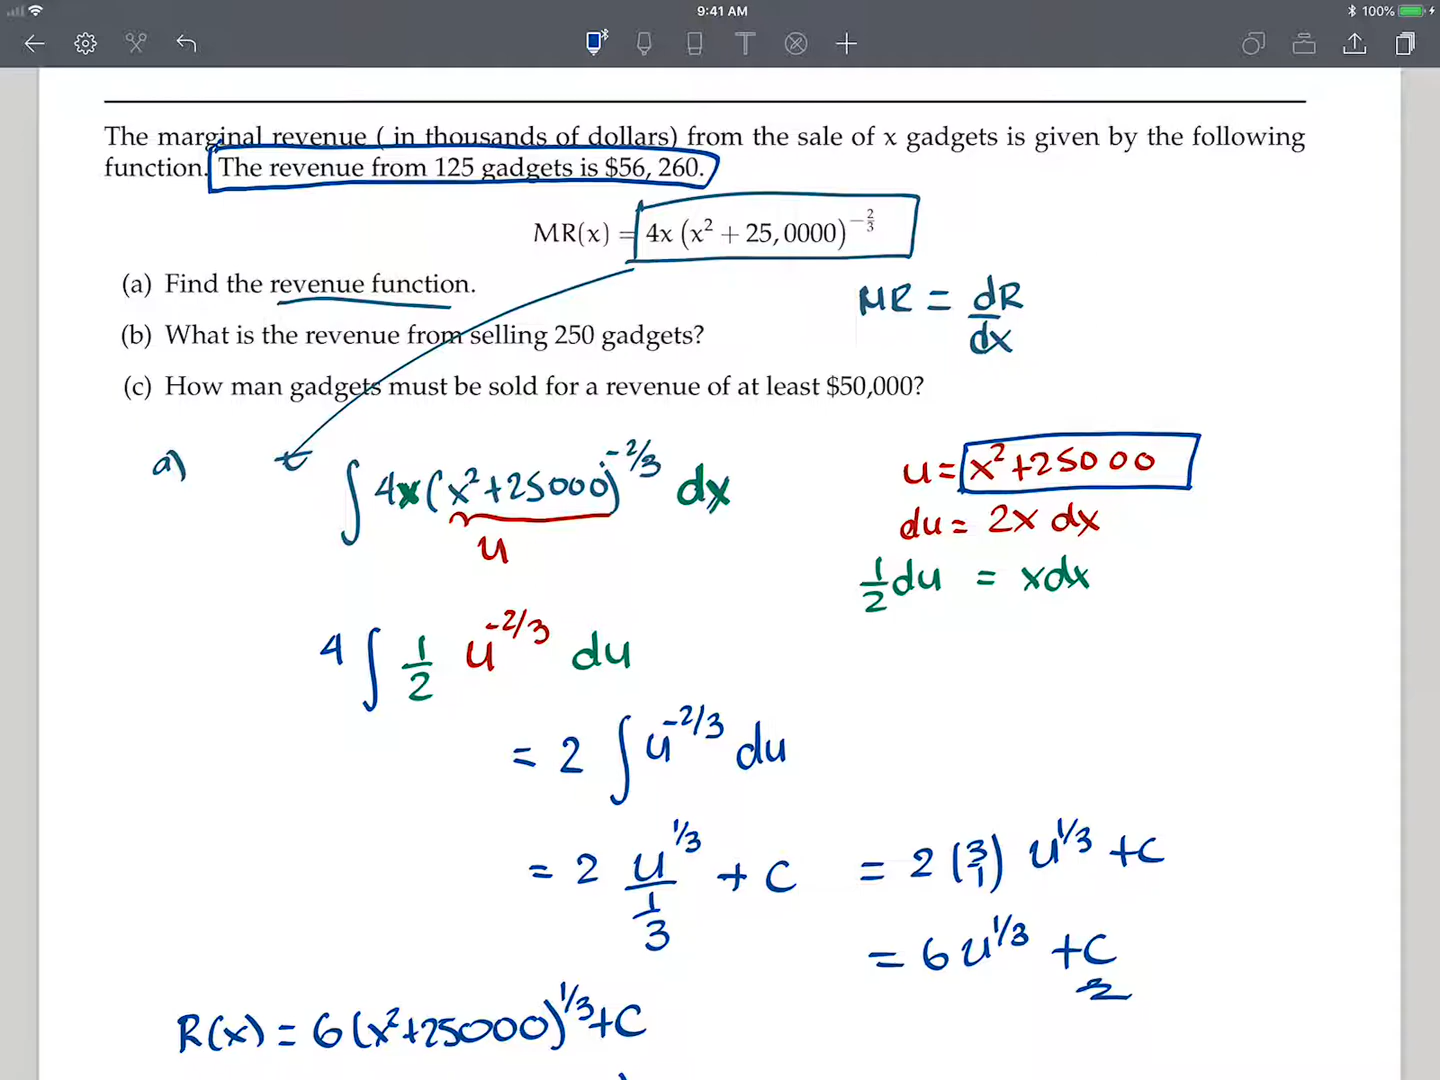 9:41 AM
100%
The marginal revenue ( in thousands of dollars) from the sale of x gadgets is given by the following
function. The revenue from 125 gadgets is $56, 260.
MR(x) = 4x (x² + 25, 0000)^{-2/3}
(a) Find the revenue function.
MR = dR/dx
(b) What is the revenue from selling 250 gadgets?
(c) How man gadgets must be sold for a revenue of at least $50,000?
a)
∫ 4x(x²+25000)^{-2/3} dx
u
u = x²+25000
du = 2x dx
1/2 du = xdx
4 ∫ 1/2 u^{-2/3} du
= 2 ∫ u^{-2/3} du
= 2 u^{1/3}/(1/3) + C = 2 (3/1) u^{1/3} + C
= 6 u^{1/3} + C
R(x) = 6(x²+25000)^{1/3} + C